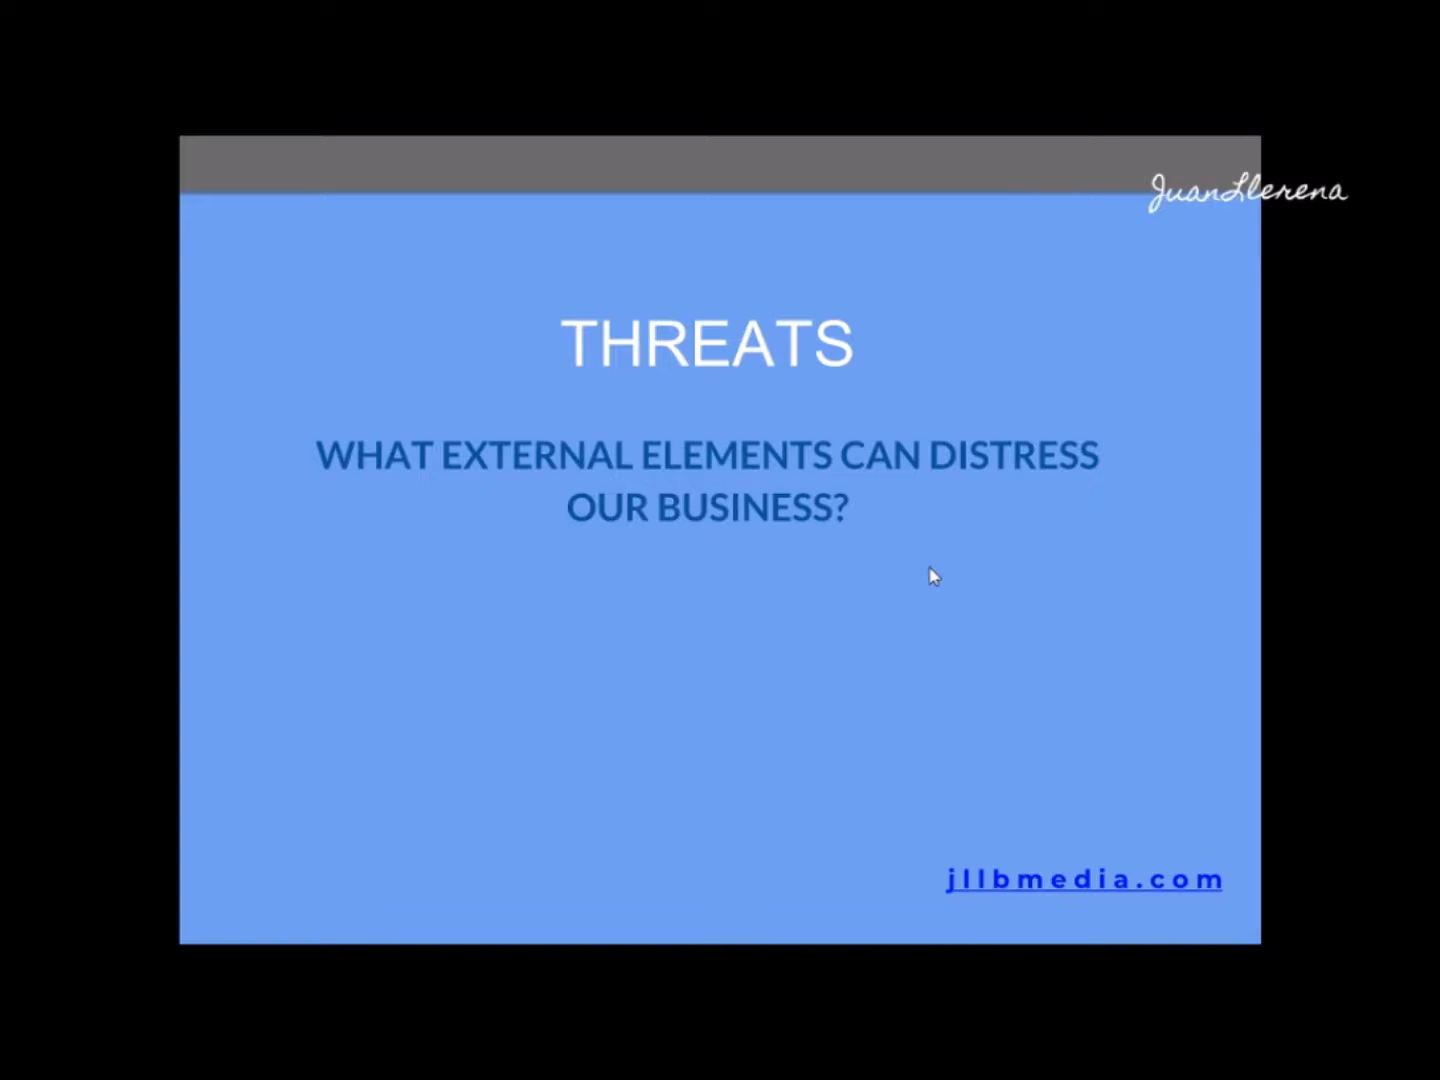 JuanLlerena
THREATS
WHAT EXTERNAL ELEMENTS CAN DISTRESS
OUR BUSINESS?
jllbmedia.com